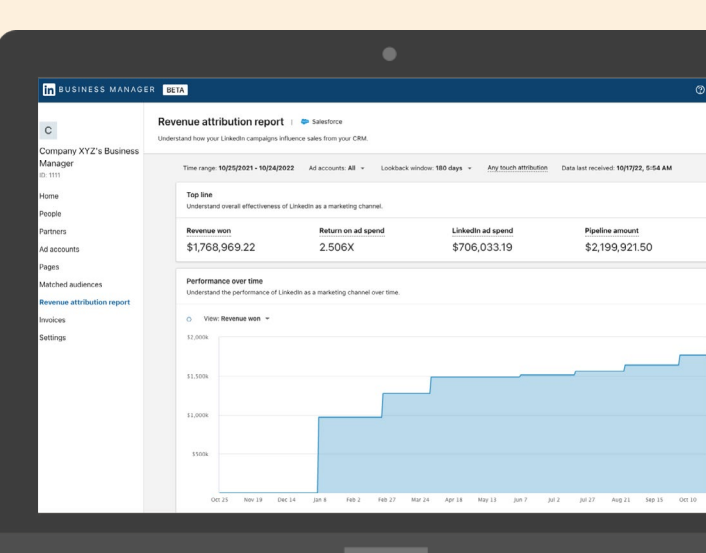 in BUSINESS MANAGER BETA
C
Company XYZ's Business
Manager
ID: 1111
Home
People
Partners
Ad accounts
Pages
Matched audiences
Revenue attribution report
Invoices
Settings
Revenue attribution report | Salesforce
Understand how your LinkedIn campaigns influence sales from your CRM.
Time range: 10/25/2021 - 10/24/2022 Ad accounts: All Lookback window: 180 days Any touch attribution Data last received: 10/17/22, 5:54 AM
Top line
Understand overall effectiveness of LinkedIn as a marketing channel.
Revenue won Return on ad spend LinkedIn ad spend Pipeline amount
$1,768,969.22 2.506X $706,033.19 $2,199,921.50
Performance over time
Understand the performance of LinkedIn as a marketing channel over time.
View: Revenue won
$2,000k
$1,500k
$1,000k
$500k
Oct 25 Nov 19 Dec 14 Jan 8 Feb 2 Feb 27 Mar 24 Apr 18 May 13 Jun 7 Jul 2 Jul 27 Aug 21 Sep 15 Oct 10